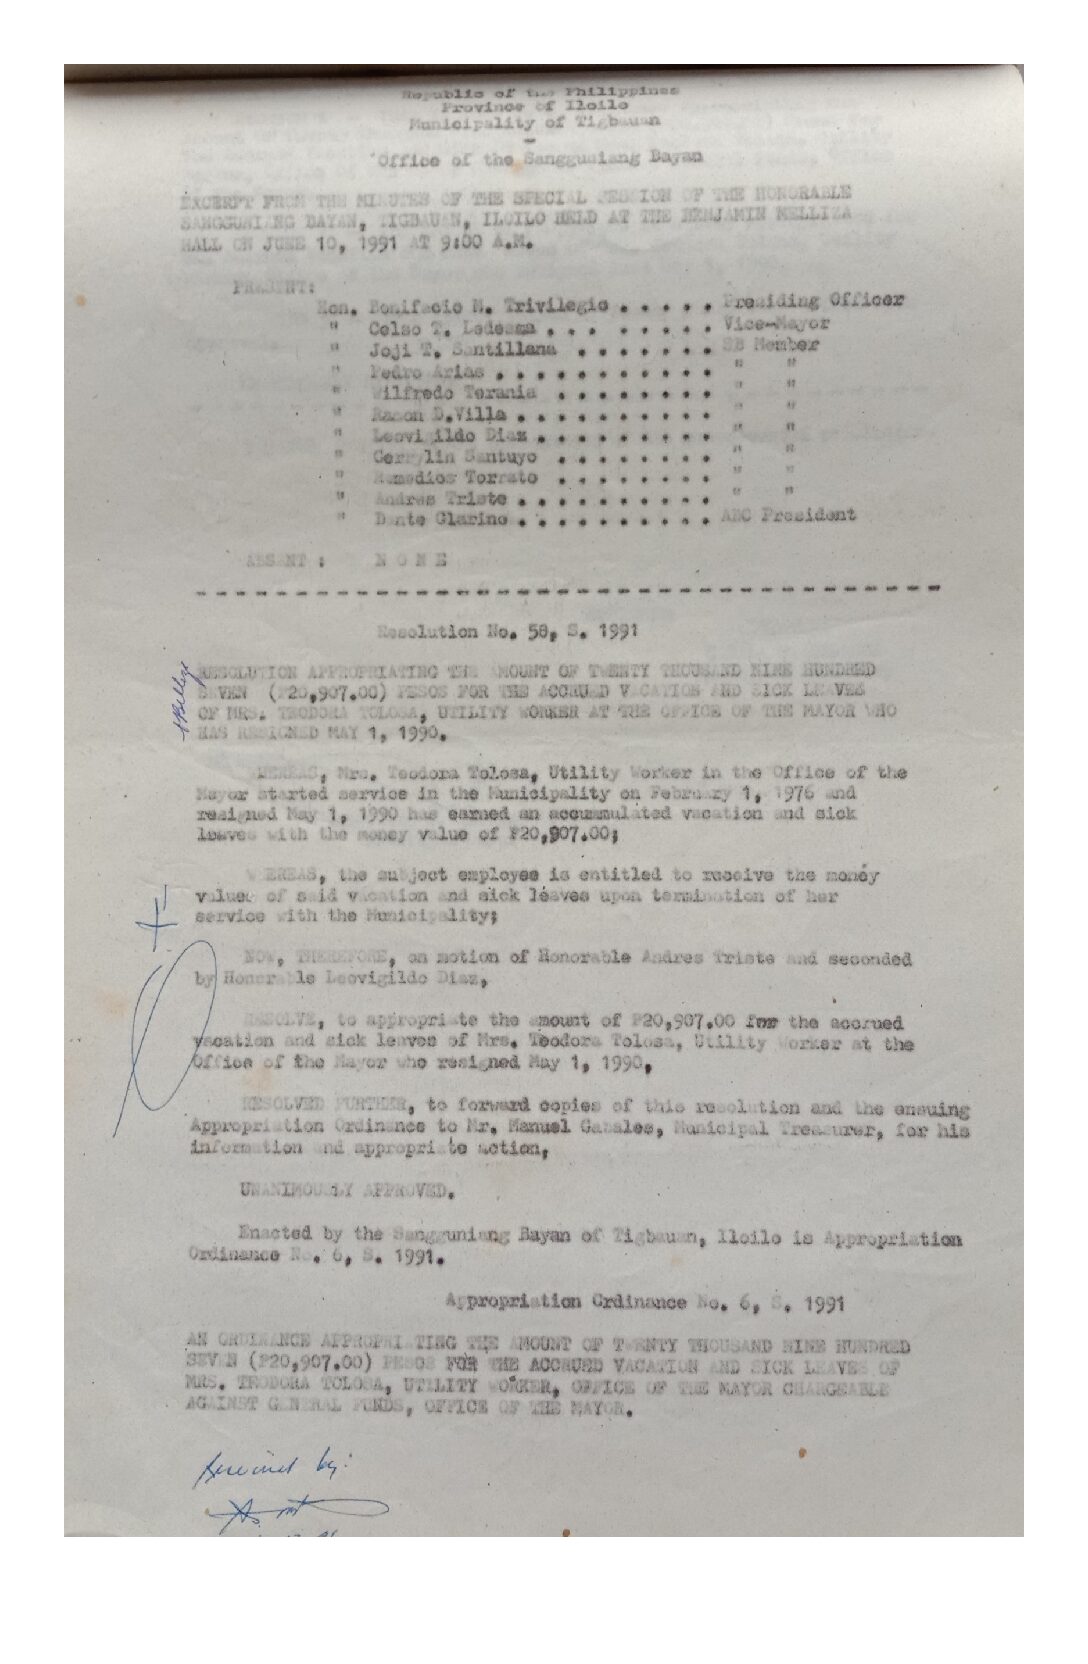 Republic of the Philippines
Province of Iloilo
Municipality of Tigbauan
-
Office of the Sangguniang Bayan
EXCERPT FROM THE MINUTES OF THE SPECIAL SESSION OF THE HONORABLE
SANGGUNIANG BAYAN, TIGBAUAN, ILOILO HELD AT THE BENJAMIN MELLIZA
HALL ON JUNE 10, 1991 AT 9:00 A.M.
PRESENT:
Hon. Bonifacio M. Trivilegio . . . . . Presiding Officer
" Celso T. Ledesma . . . . . . . . Vice-Mayor
" Joji T. Santillana . . . . . . . SB Member
" Pedro Arias . . . . . . . . . . . " "
" Wilfredo Torania . . . . . . . . " "
" Ramon D.Villa . . . . . . . . . . " "
" Leovigildo Diaz . . . . . . . . . " "
" Gerrylin Santuyo . . . . . . . . " "
" Remedios Torrato . . . . . . . . " "
" Andres Triste . . . . . . . . . . " "
" Dante Clarino . . . . . . . . . . ABC President
ABSENT : N O N E
Resolution No. 58, S. 1991
RESOLUTION APPROPRIATING THE AMOUNT OF TWENTY THOUSAND NINE HUNDRED
SEVEN (₱20,907.00) PESOS FOR THE ACCRUED VACATION AND SICK LEAVES
OF MRS. TEODORA TOLOSA, UTILITY WORKER AT THE OFFICE OF THE MAYOR WHO
HAS RESIGNED MAY 1, 1990.
WHEREAS, Mrs. Teodora Tolosa, Utility Worker in the Office of the
Mayor started service in the Municipality on February 1, 1976 and
resigned May 1, 1990 has earned an accumulated vacation and sick
leaves with the money value of ₱20,907.00;
WHEREAS, the subject employee is entitled to receive the money
value of said vacation and sick leaves upon termination of her
service with the Municipality;
NOW, THEREFORE, on motion of Honorable Andres Triste and seconded
by Honorable Leovigildo Diaz,
RESOLVE, to appropriate the amount of ₱20,907.00 for the accrued
vacation and sick leaves of Mrs. Teodora Tolosa, Utility Worker at the
Office of the Mayor who resigned May 1, 1990,
RESOLVED FURTHER, to forward copies of this resolution and the ensuing
Appropriation Ordinance to Mr. Manuel Gabales, Municipal Treasurer, for his
information and appropriate action,
UNANIMOUSLY APPROVED.
Enacted by the Sangguniang Bayan of Tigbauan, Iloilo is Appropriation
Ordinance No. 6, S. 1991.
Appropriation Ordinance No. 6, S. 1991
AN ORDINANCE APPROPRIATING THE AMOUNT OF TWENTY THOUSAND NINE HUNDRED
SEVEN (₱20,907.00) PESOS FOR THE ACCRUED VACATION AND SICK LEAVES OF
MRS. TEODORA TOLOSA, UTILITY WORKER, OFFICE OF THE MAYOR CHARGEABLE
AGAINST GENERAL FUNDS, OFFICE OF THE MAYOR.
Received by: